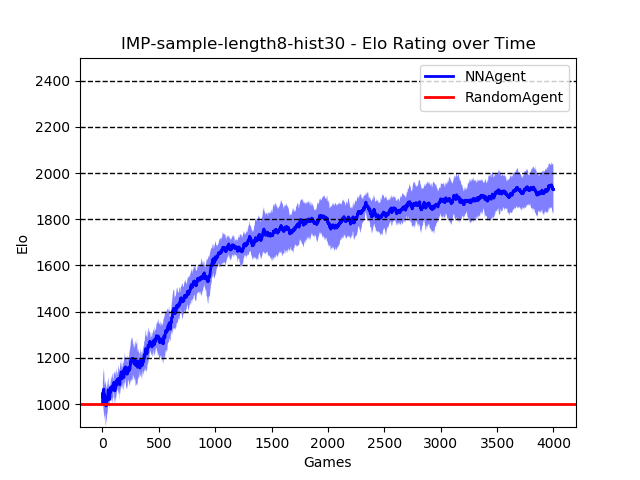 IMP-sample-length8-hist30 - Elo Rating over Time
NNAgent
RandomAgent
2400
2200
2000
1800
1600
1400
1200
1000
Elo
0 500 1000 1500 2000 2500 3000 3500 4000
Games